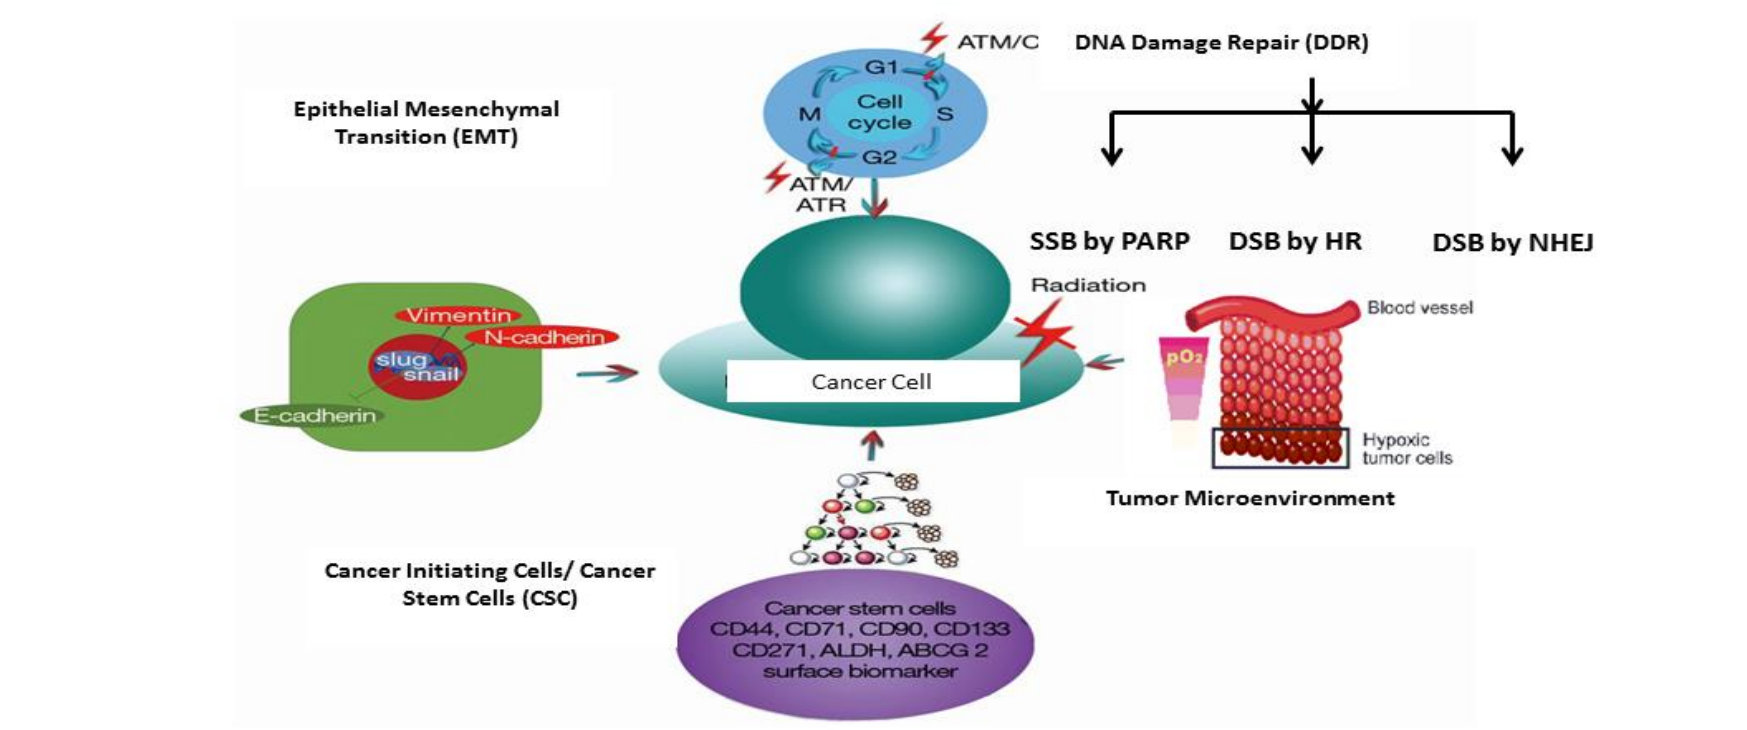 ATM/C
DNA Damage Repair (DDR)
G1
Cell
cycle
M
S
G2
ATM/
ATR
Epithelial Mesenchymal
Transition (EMT)
SSB by PARP
DSB by HR
DSB by NHEJ
Radiation
Vimentin
N-cadherin
slug
snail
E-cadherin
Cancer Cell
Blood vessel
pO2
Hypoxic
tumor cells
Tumor Microenvironment
Cancer Initiating Cells/ Cancer
Stem Cells (CSC)
Cancer stem cells
CD44, CD71, CD90, CD133
CD271, ALDH, ABCG 2
surface biomarker